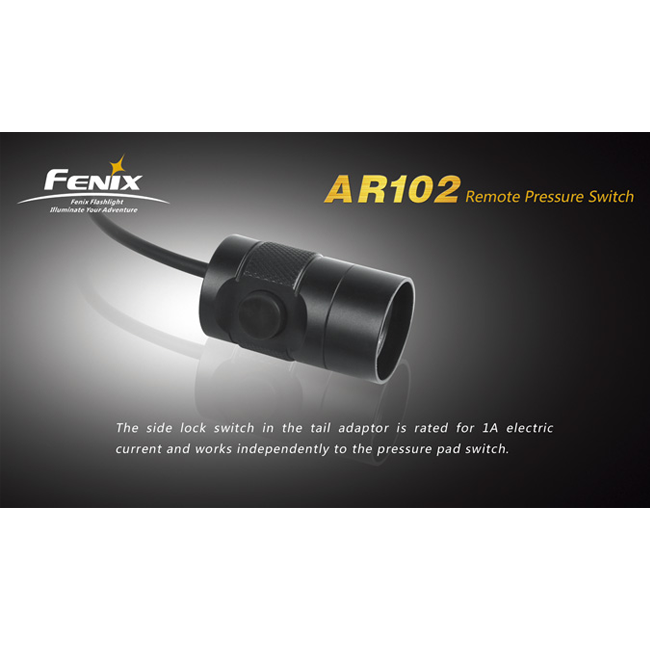 FENIX
Fenix Flashlight
Illuminate Your Adventure
AR102 Remote Pressure Switch
The side lock switch in the tail adaptor is rated for 1A electric
current and works independently to the pressure pad switch.